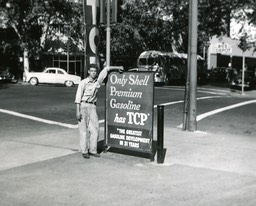 Only Shell
Premium
Gasoline
has TCP
"THE GREATEST
GASOLINE DEVELOPMENT
IN 31 YEARS"